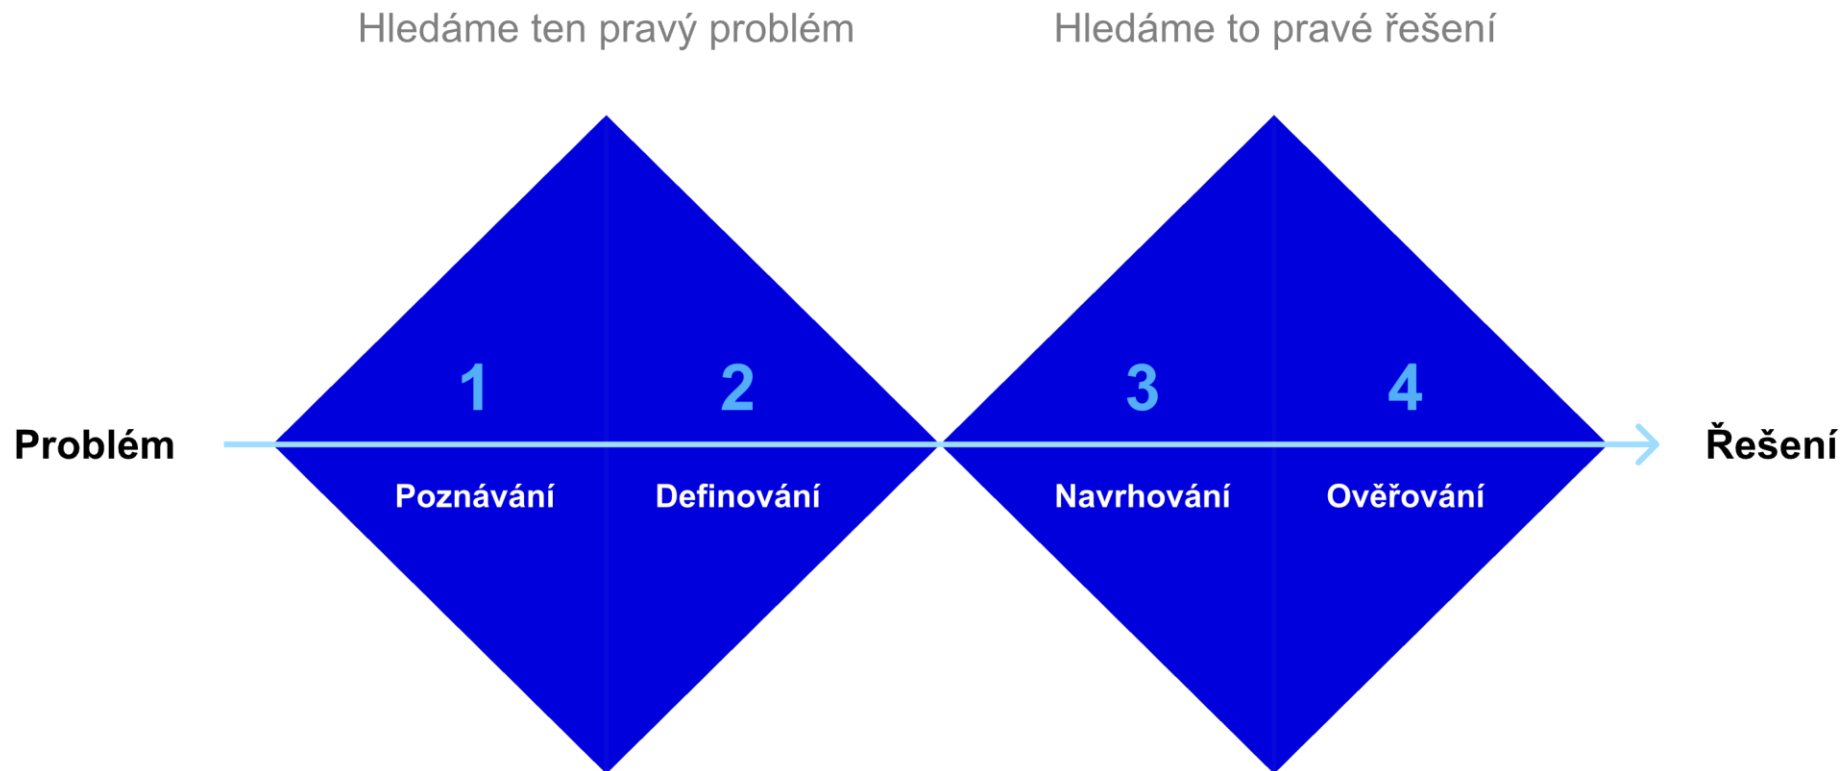 Hledáme ten pravý problém
Hledáme to pravé řešení
1
2
3
4
Problém
Řešení
Poznávání
Definování
Navrhování
Ověřování